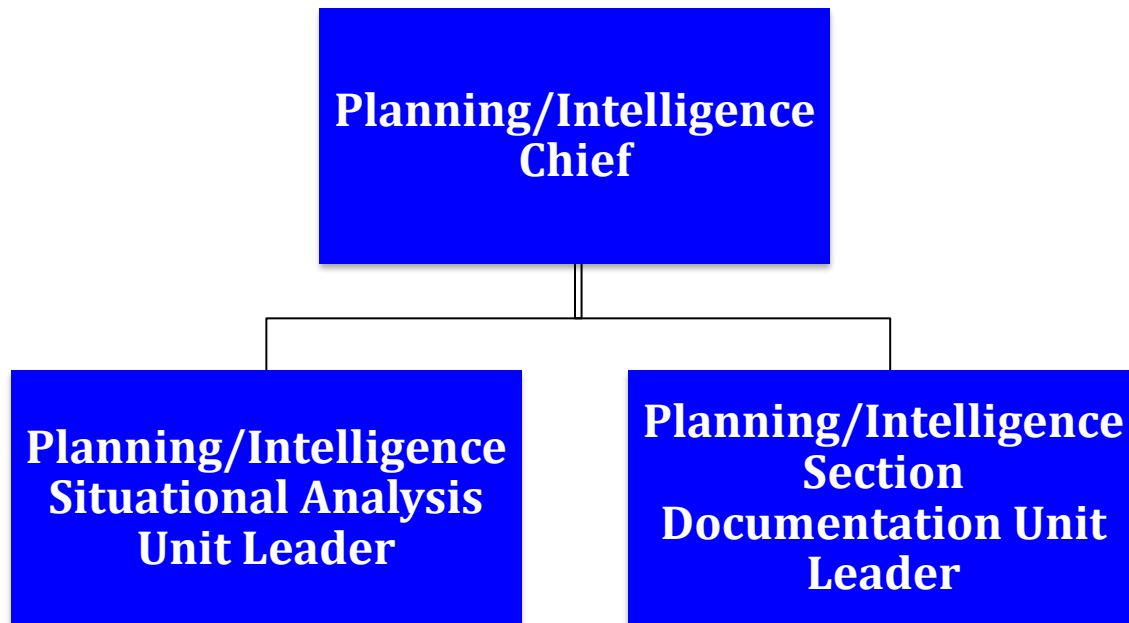 Planning/Intelligence
Chief
Planning/Intelligence
Situational Analysis
Unit Leader
Planning/Intelligence
Section
Documentation Unit
Leader